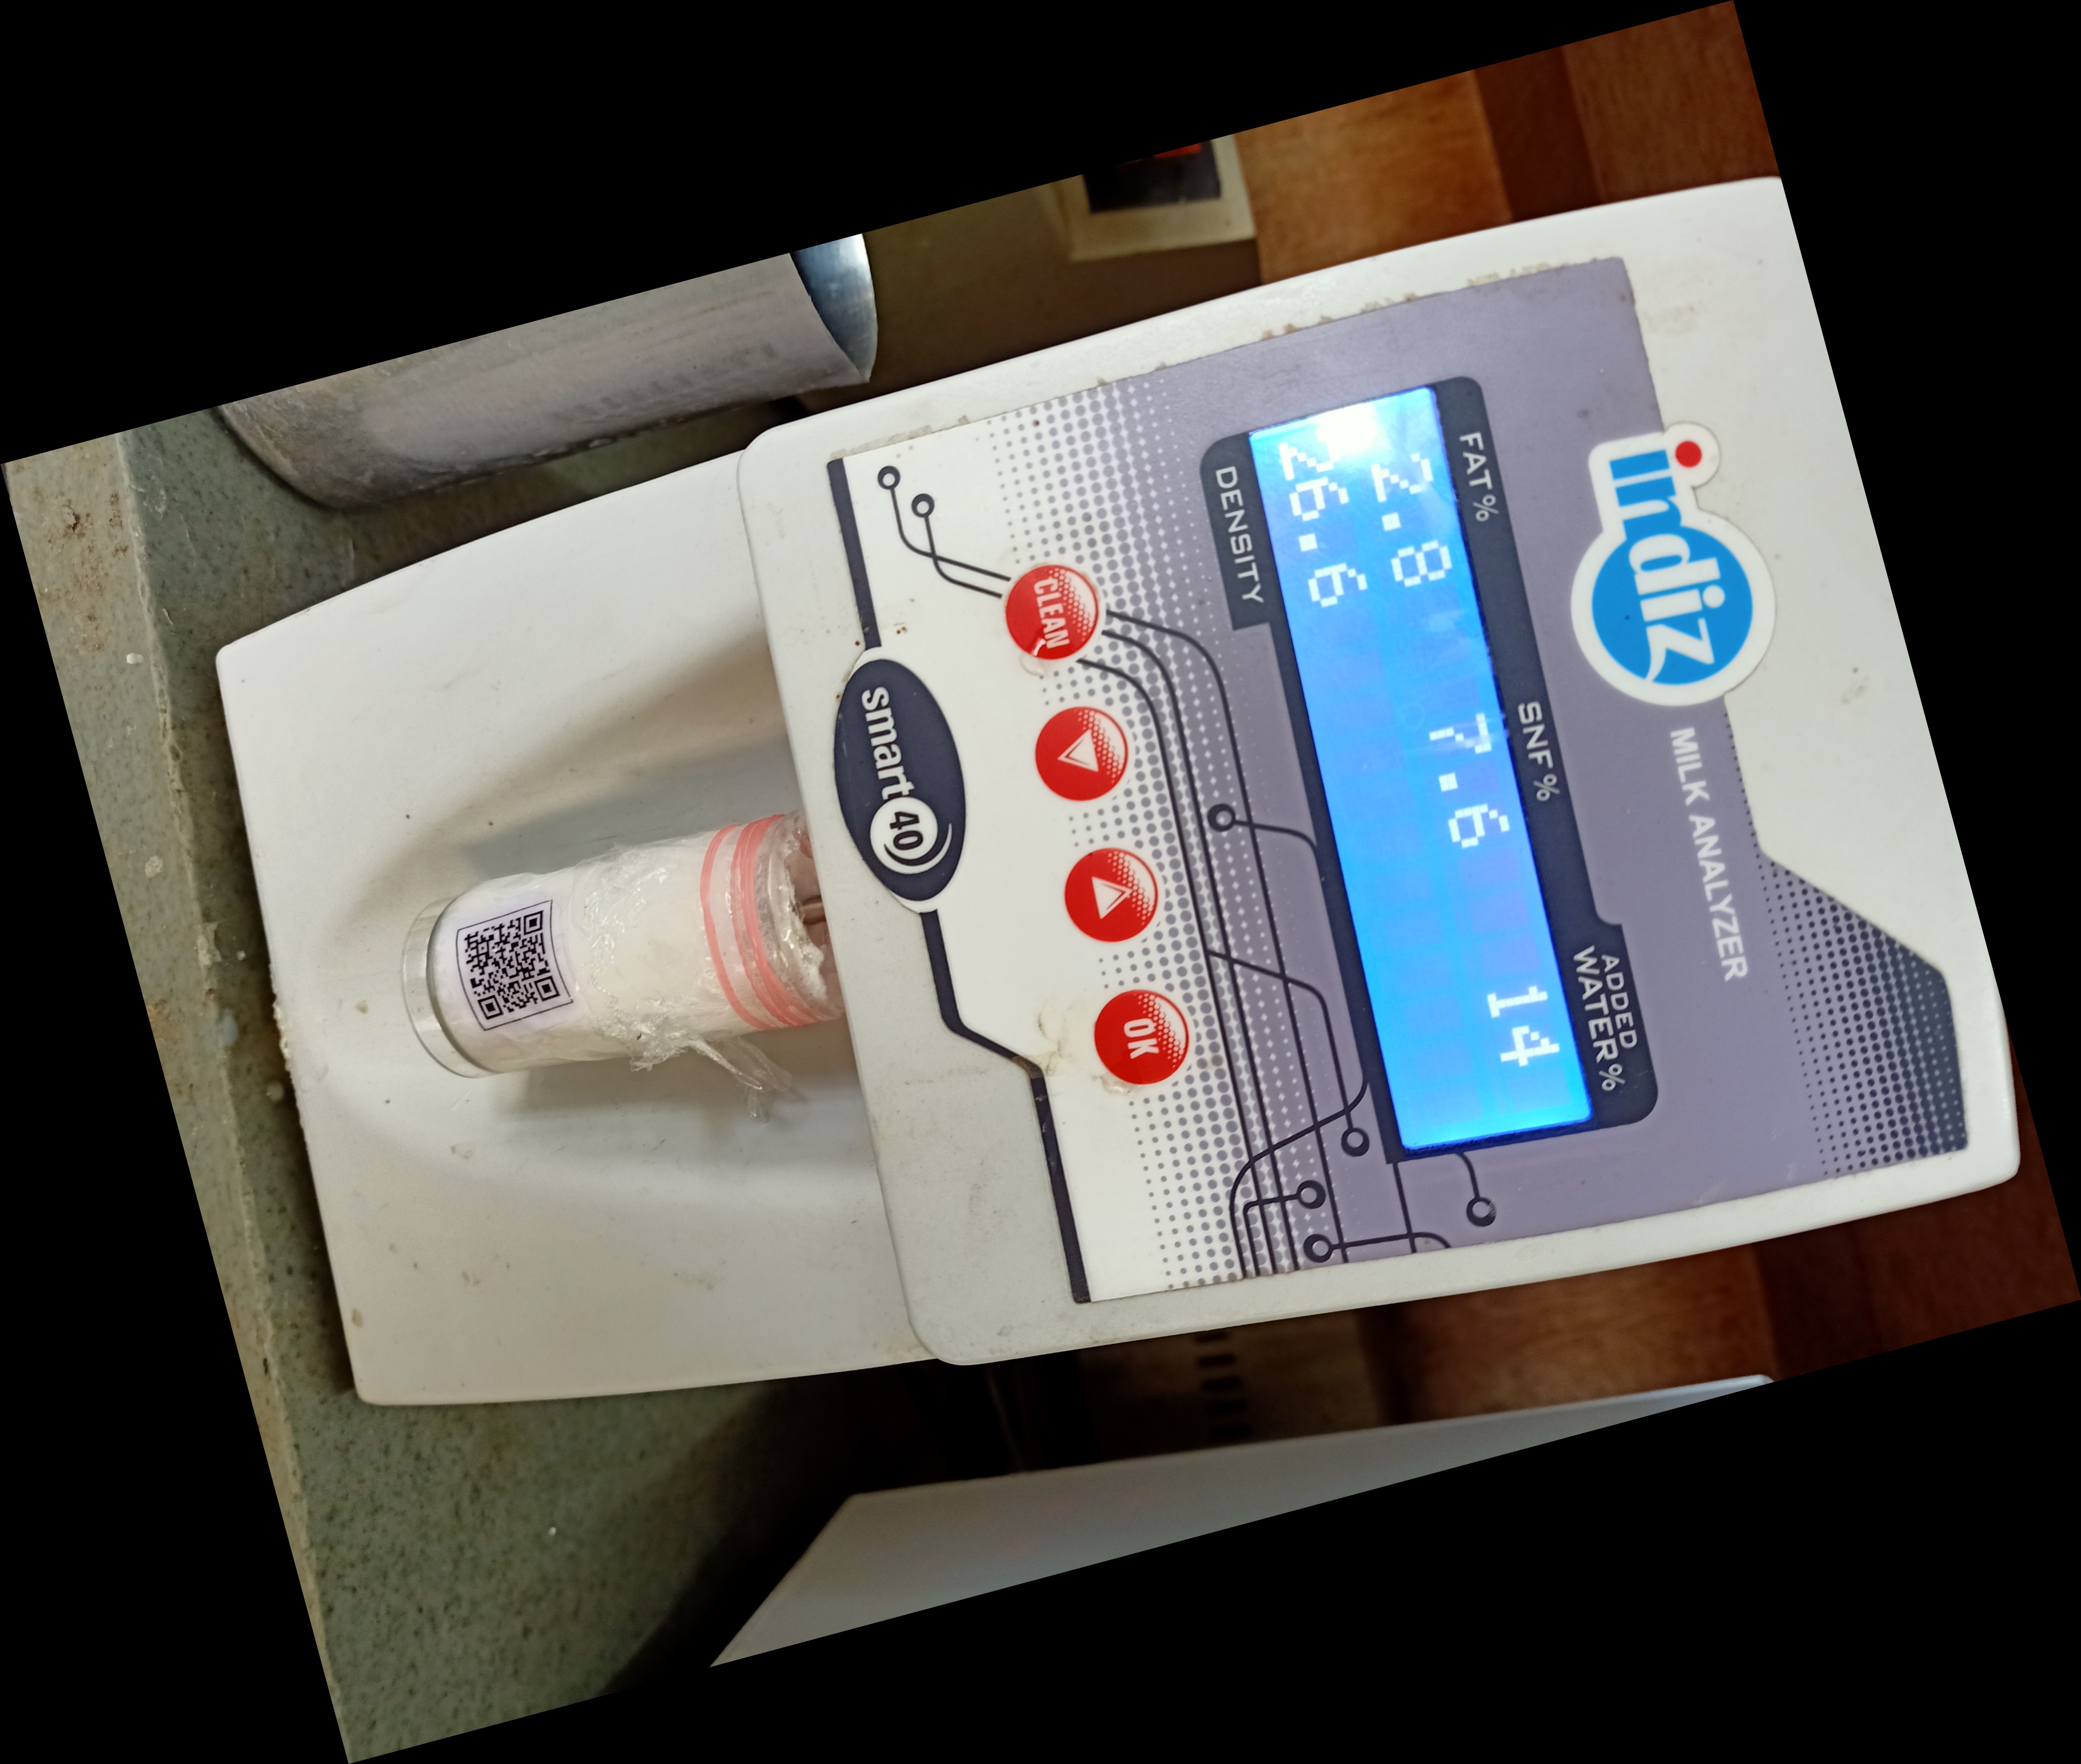 indiz
MILK ANALYZER
FAT% SNF% ADDED WATER%
2.8 7.6 14
26.6
DENSITY
CLEAN
OK
smart 40